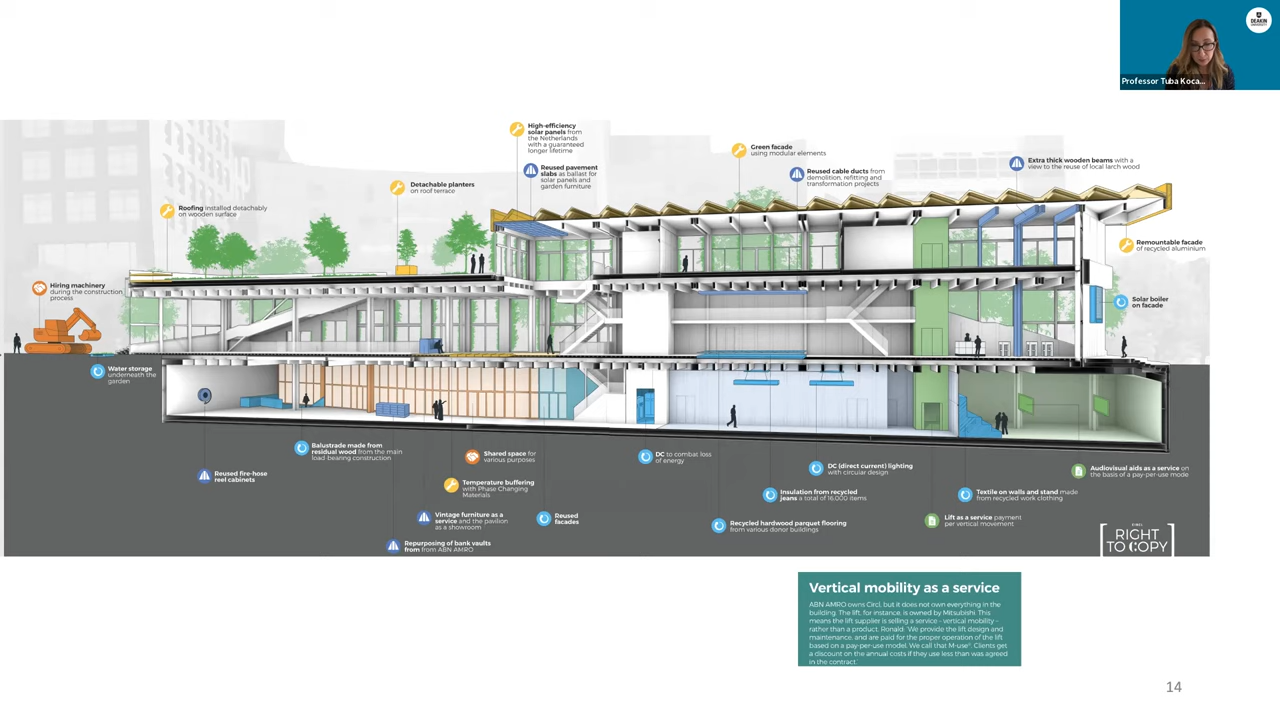 DEAKIN
UNIVERSITY
Professor Tuba Koca...
High-efficiency
solar panels from
the Netherlands
with a guaranteed
longer lifetime
Reused pavement
slabs as ballast for
solar panels and
garden furniture
Green facade
using modular elements
Reused cable ducts from
demolition, refitting and
transformation projects
Extra thick wooden beams with a
view to the reuse of local larch wood
Detachable planters
on roof terrace
Roofing installed detachably
on wooden surface
Remountable facade
of recycled aluminium
Hiring machinery
during the construction
process
Solar boiler
on facade
Water storage
underneath the
garden
Balustrade made from
residual wood from the main
load-bearing construction
Reused fire-hose
reel cabinets
Shared space for
various purposes
Temperature buffering
with Phase Changing
Materials
Vintage furniture as a
service and the pavilion
as a showroom
Reused
facades
Repurposing of bank vaults
from from ABN AMRO
DC to combat loss
of energy
DC (direct current) lighting
with circular design
Insulation from recycled
jeans a total of 16,000 items
Recycled hardwood parquet flooring
from various donor buildings
Textile on walls and stand made
from recycled work clothing
Lift as a service payment
per vertical movement
Audiovisual aids as a service on
the basis of a pay-per-use mode
RIGHT
TO COPY
Vertical mobility as a service
ABN AMRO owns Circl, but it does not own everything in the
building. The lift, for instance, is owned by Mitsubishi. This
means the lift supplier is selling a service - vertical mobility -
rather than a product. Ronald: 'We provide the lift design and
maintenance, and are paid for the proper operation of the lift
based on a pay-per-use model. We call that M-use®. Clients get
a discount on the annual costs if they use less than was agreed
in the contract.'
14